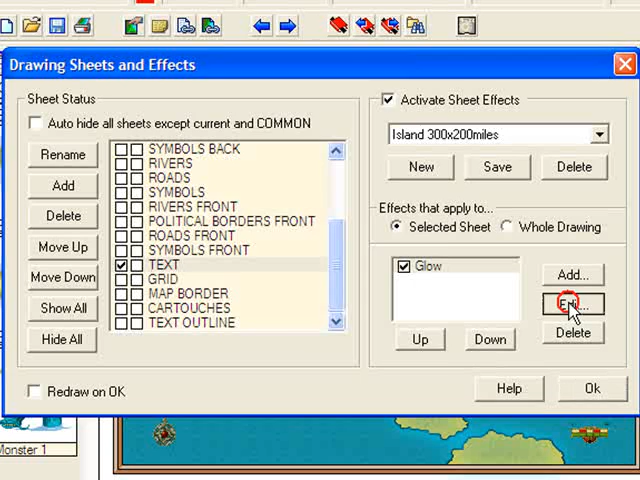 Drawing Sheets and Effects
Sheet Status
Auto hide all sheets except current and COMMON
Rename
Add
Delete
Move Up
Move Down
Show All
Hide All
SYMBOLS BACK
RIVERS
ROADS
SYMBOLS
RIVERS FRONT
POLITICAL BORDERS FRONT
ROADS FRONT
SYMBOLS FRONT
TEXT
GRID
MAP BORDER
CARTOUCHES
TEXT OUTLINE
Redraw on OK
Activate Sheet Effects
Island 300x200miles
New
Save
Delete
Effects that apply to...
Selected Sheet
Whole Drawing
Glow
Add...
Delete
Up
Down
Help
Ok
Monster 1